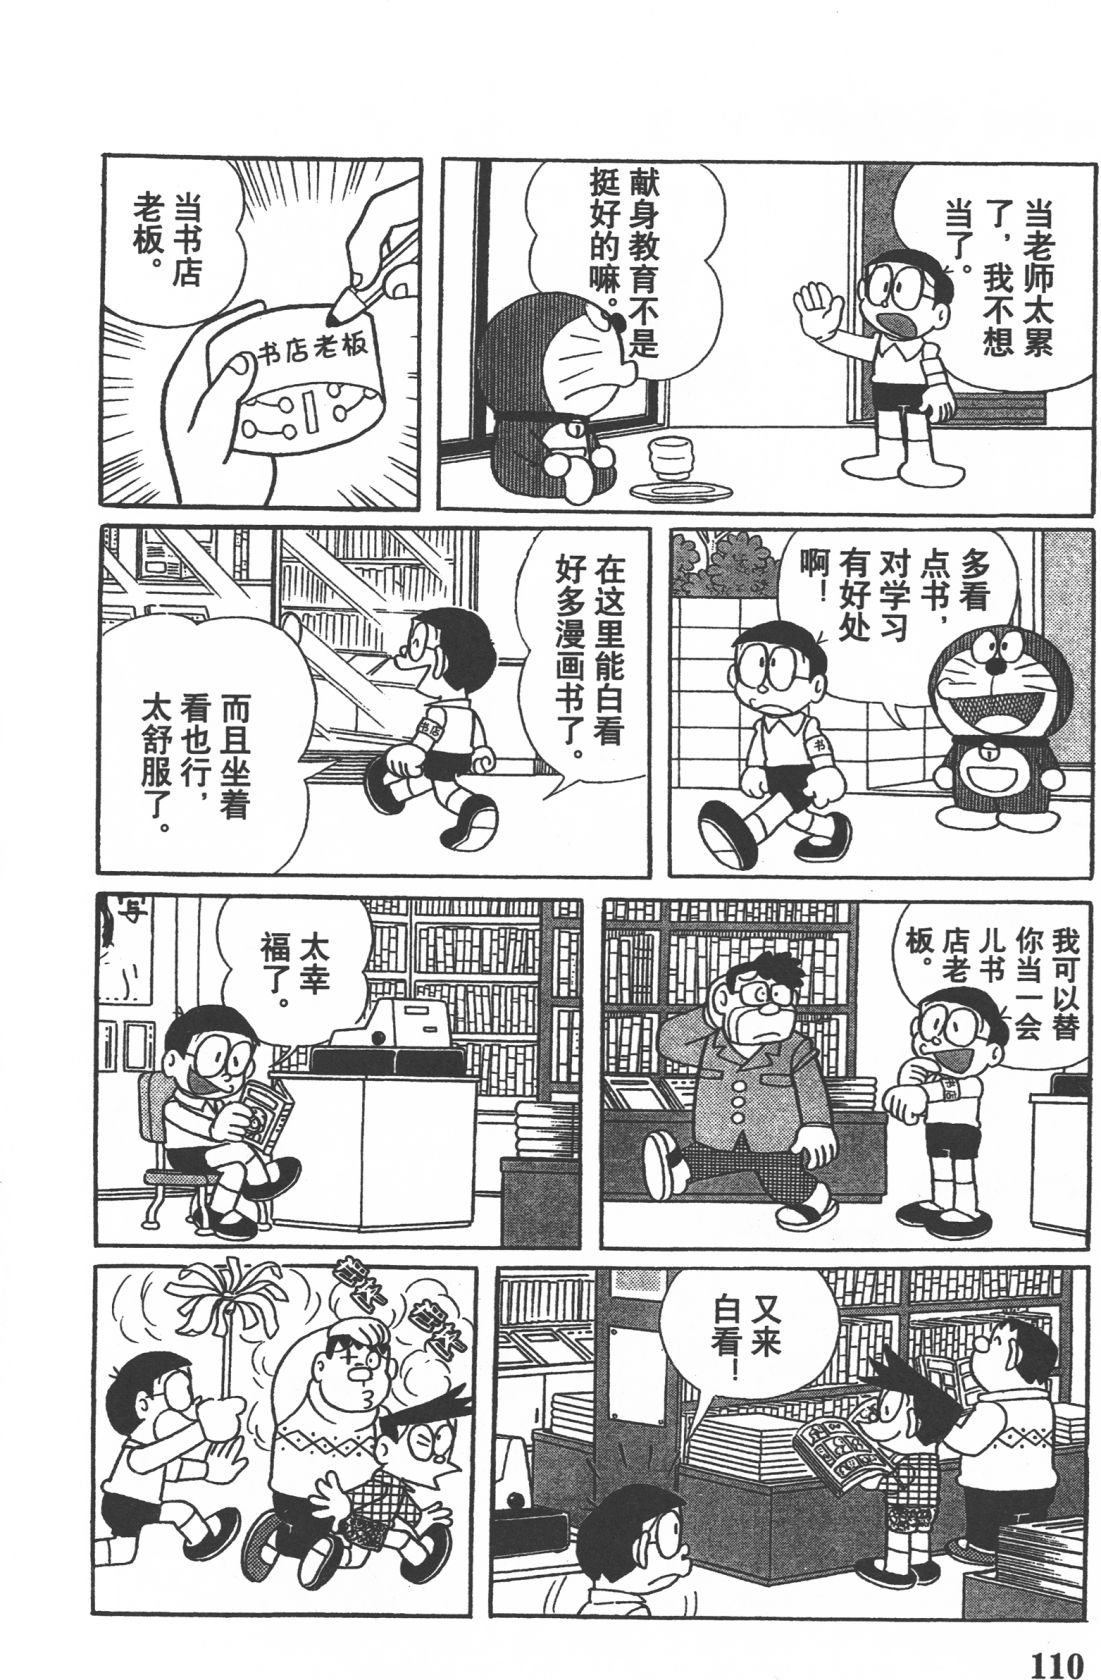 当老师太累
了，我不想
当了。
献身教育不是
挺好的嘛。
当书店
老板。
书店老板
多看
点书，
对学习
有好处
啊！
书
在这里能白看
好多漫画书了。
书店
而且坐着
看也行，
太舒服了。
我可以替
你当一会
儿书
店老
板。
书店
太幸
福了。
写
又来
白看！
110